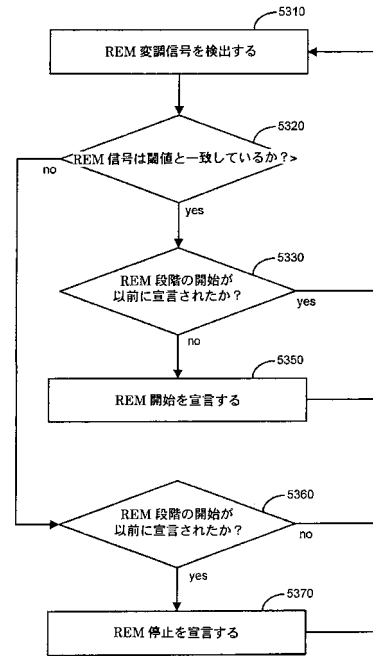 5310
REM 変調信号を検出する
5320
REM 信号は閾値と一致しているか？>
no
yes
5330
REM 段階の開始が
以前に宣言されたか？
yes
no
5350
REM 開始を宣言する
5360
REM 段階の開始が
以前に宣言されたか？
no
yes
5370
REM 停止を宣言する